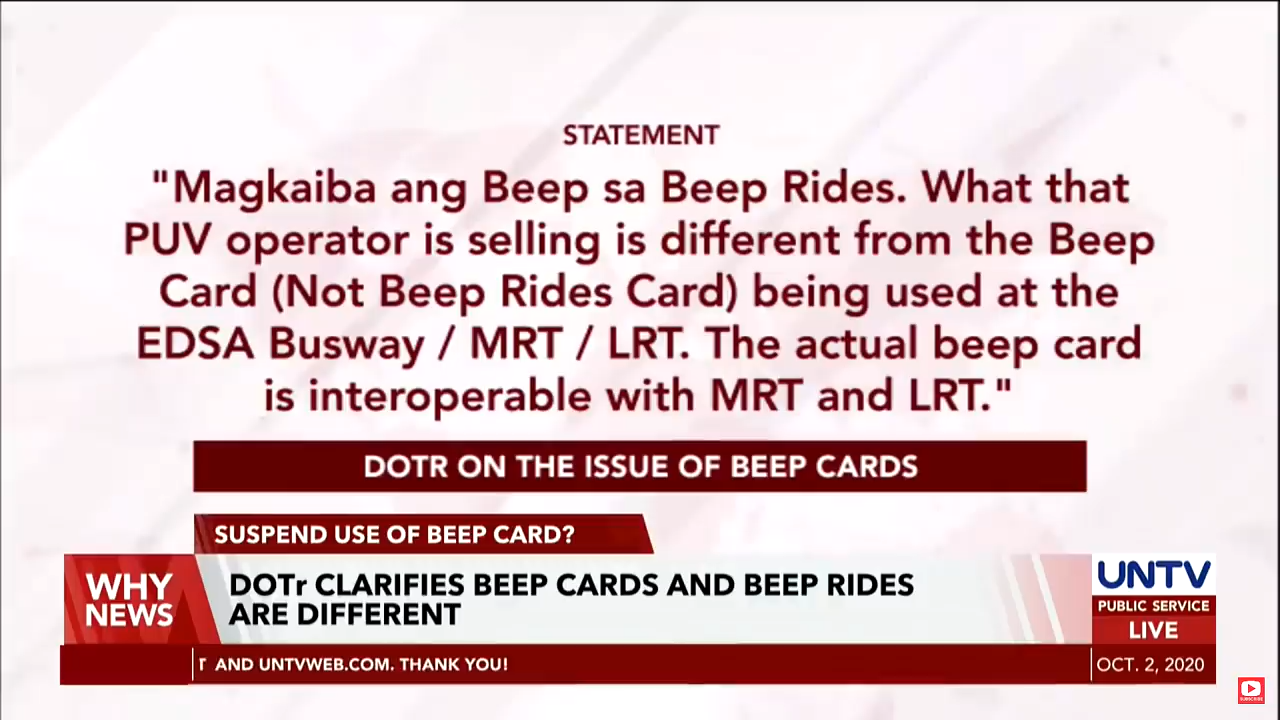 STATEMENT
"Magkaiba ang Beep sa Beep Rides. What that
PUV operator is selling is different from the Beep
Card (Not Beep Rides Card) being used at the
EDSA Busway / MRT / LRT. The actual beep card
is interoperable with MRT and LRT."
DOTR ON THE ISSUE OF BEEP CARDS
SUSPEND USE OF BEEP CARD?
WHY
NEWS
DOTr CLARIFIES BEEP CARDS AND BEEP RIDES
ARE DIFFERENT
UNTV
PUBLIC SERVICE
LIVE
T AND UNTVWEB.COM. THANK YOU!
OCT. 2, 2020
SUBSCRIBE